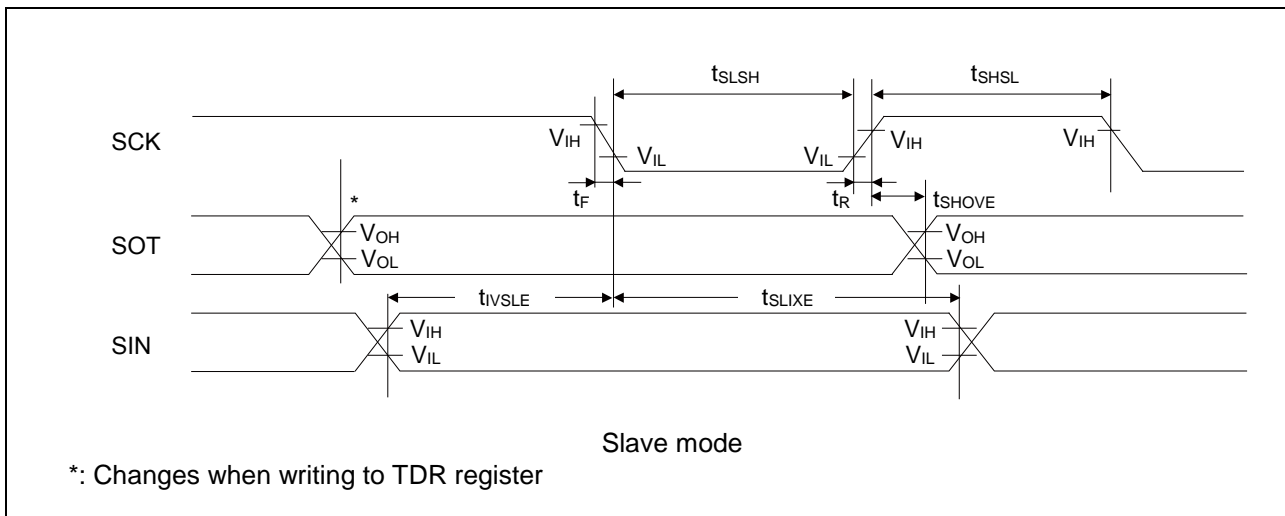 tSLSH tSHSL
SCK VIH VIL VIL VIH VIH
tF tR tSHOVE
*
SOT VOH VOH
VOL VOL
tIVSLE tSLIXE
SIN VIH VIH
VIL VIL
Slave mode
*: Changes when writing to TDR register